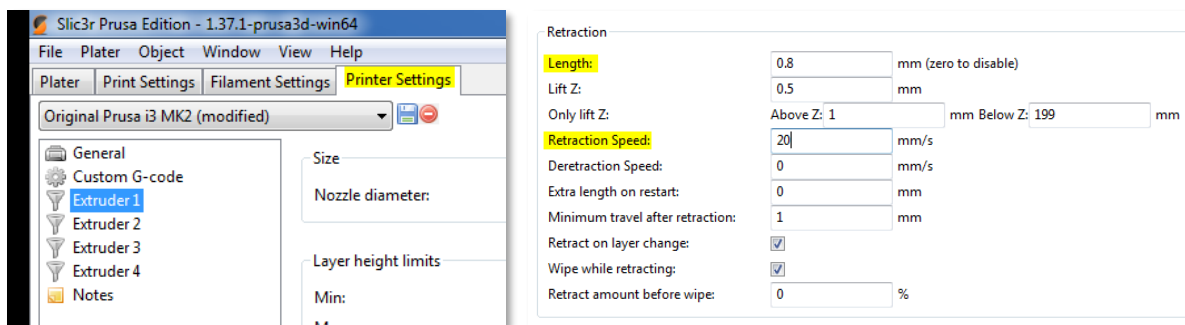 Slic3r Prusa Edition - 1.37.1-prusa3d-win64
File Plater Object Window View Help
Plater Print Settings Filament Settings Printer Settings
Original Prusa i3 MK2 (modified)
General
Custom G-code
Extruder 1
Extruder 2
Extruder 3
Extruder 4
Notes
Size
Nozzle diameter:
Layer height limits
Min:
Retraction
Length: 0.8 mm (zero to disable)
Lift Z: 0.5 mm
Only lift Z: Above Z: 1 mm Below Z: 199 mm
Retraction Speed: 20 mm/s
Deretraction Speed: 0 mm/s
Extra length on restart: 0 mm
Minimum travel after retraction: 1 mm
Retract on layer change:
Wipe while retracting:
Retract amount before wipe: 0 %